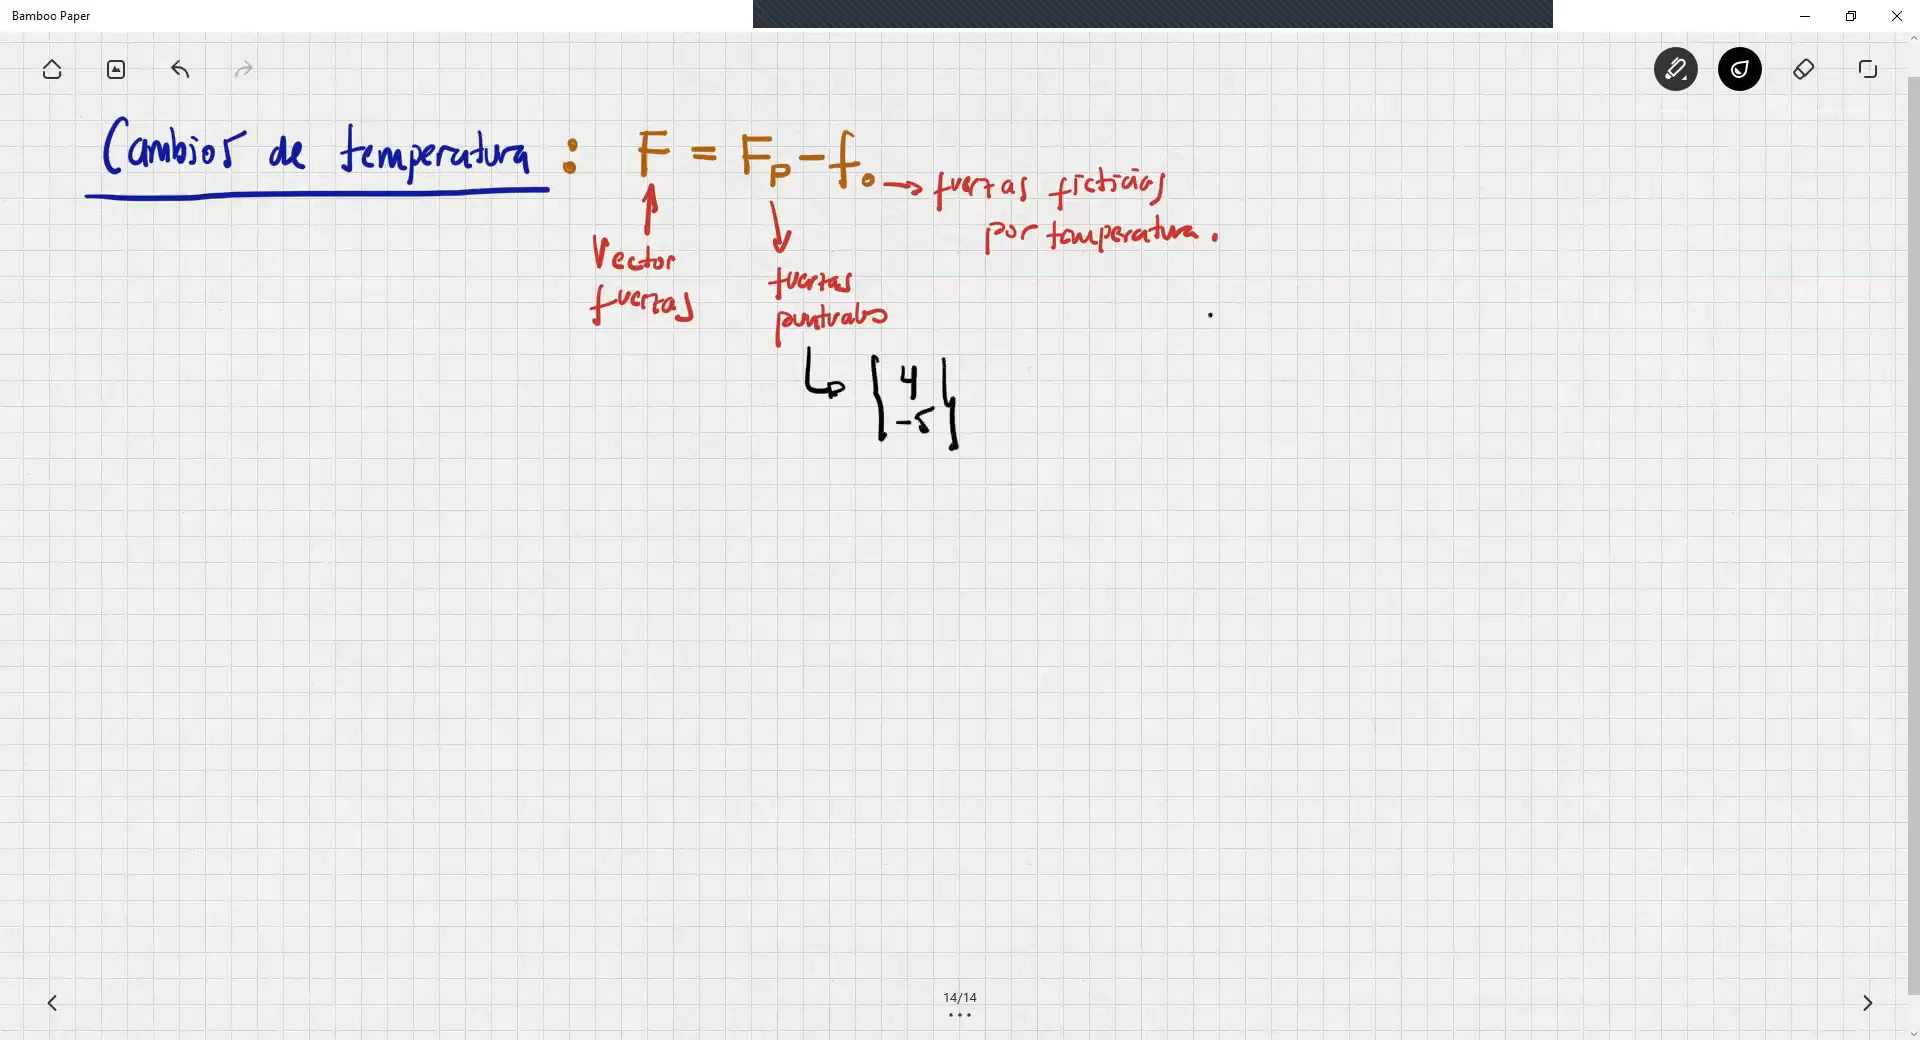 Bamboo Paper
Cambios de temperatura : F = Fp - fo
→ fuerzas ficticias
por temperatura.
Vector
fuerzas
fuerzas
puntuales
4
-5
14/14